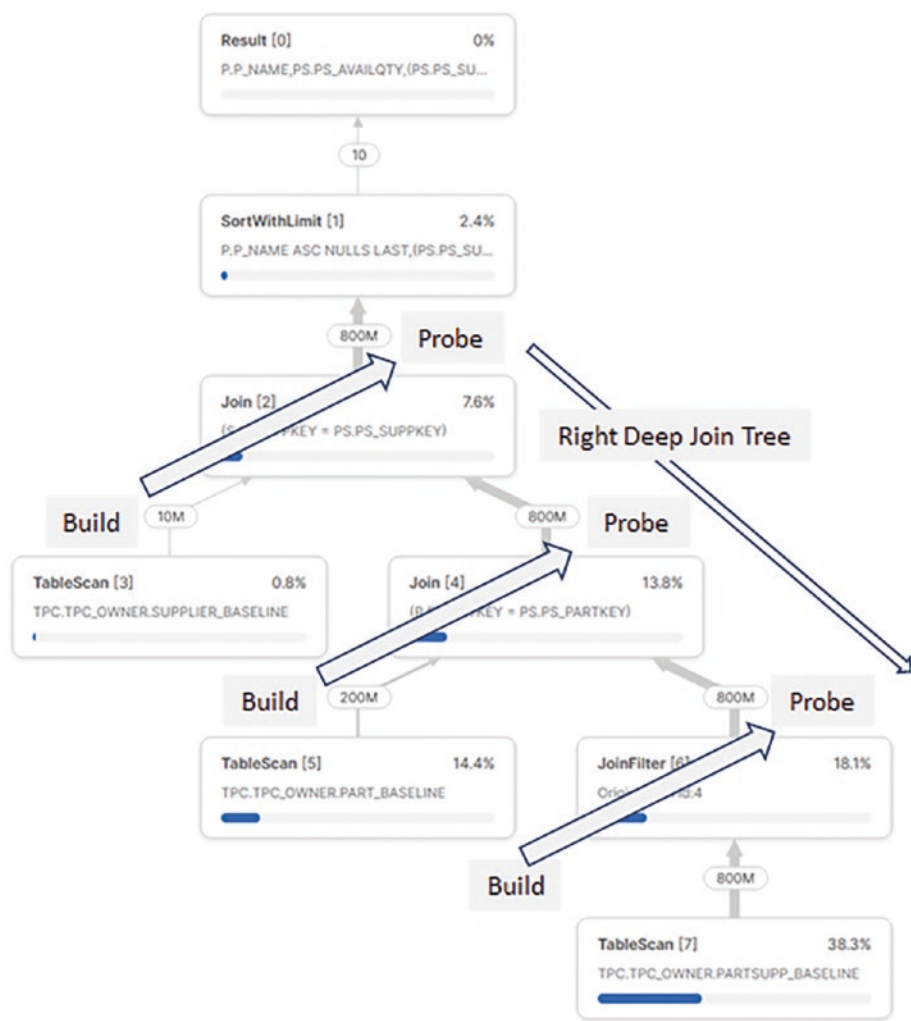 Result [0] 0%
P.P_NAME,PS.PS_AVAILQTY,(PS.PS_SU...
10
SortWithLimit [1] 2.4%
P.P_NAME ASC NULLS LAST,(PS.PS_SU...
800M
Probe
Join [2] 7.6%
PKEY = PS.PS_SUPPKEY)
Right Deep Join Tree
Build
10M
800M
Probe
TableScan [3] 0.8%
TPC.TPC_OWNER.SUPPLIER_BASELINE
Join [4] 13.8%
KEY = PS.PS_PARTKEY)
Build
200M
800M
Probe
TableScan [5] 14.4%
TPC.TPC_OWNER.PART_BASELINE
JoinFilter [6] 18.1%
Build
800M
TableScan [7] 38.3%
TPC.TPC_OWNER.PARTSUPP_BASELINE